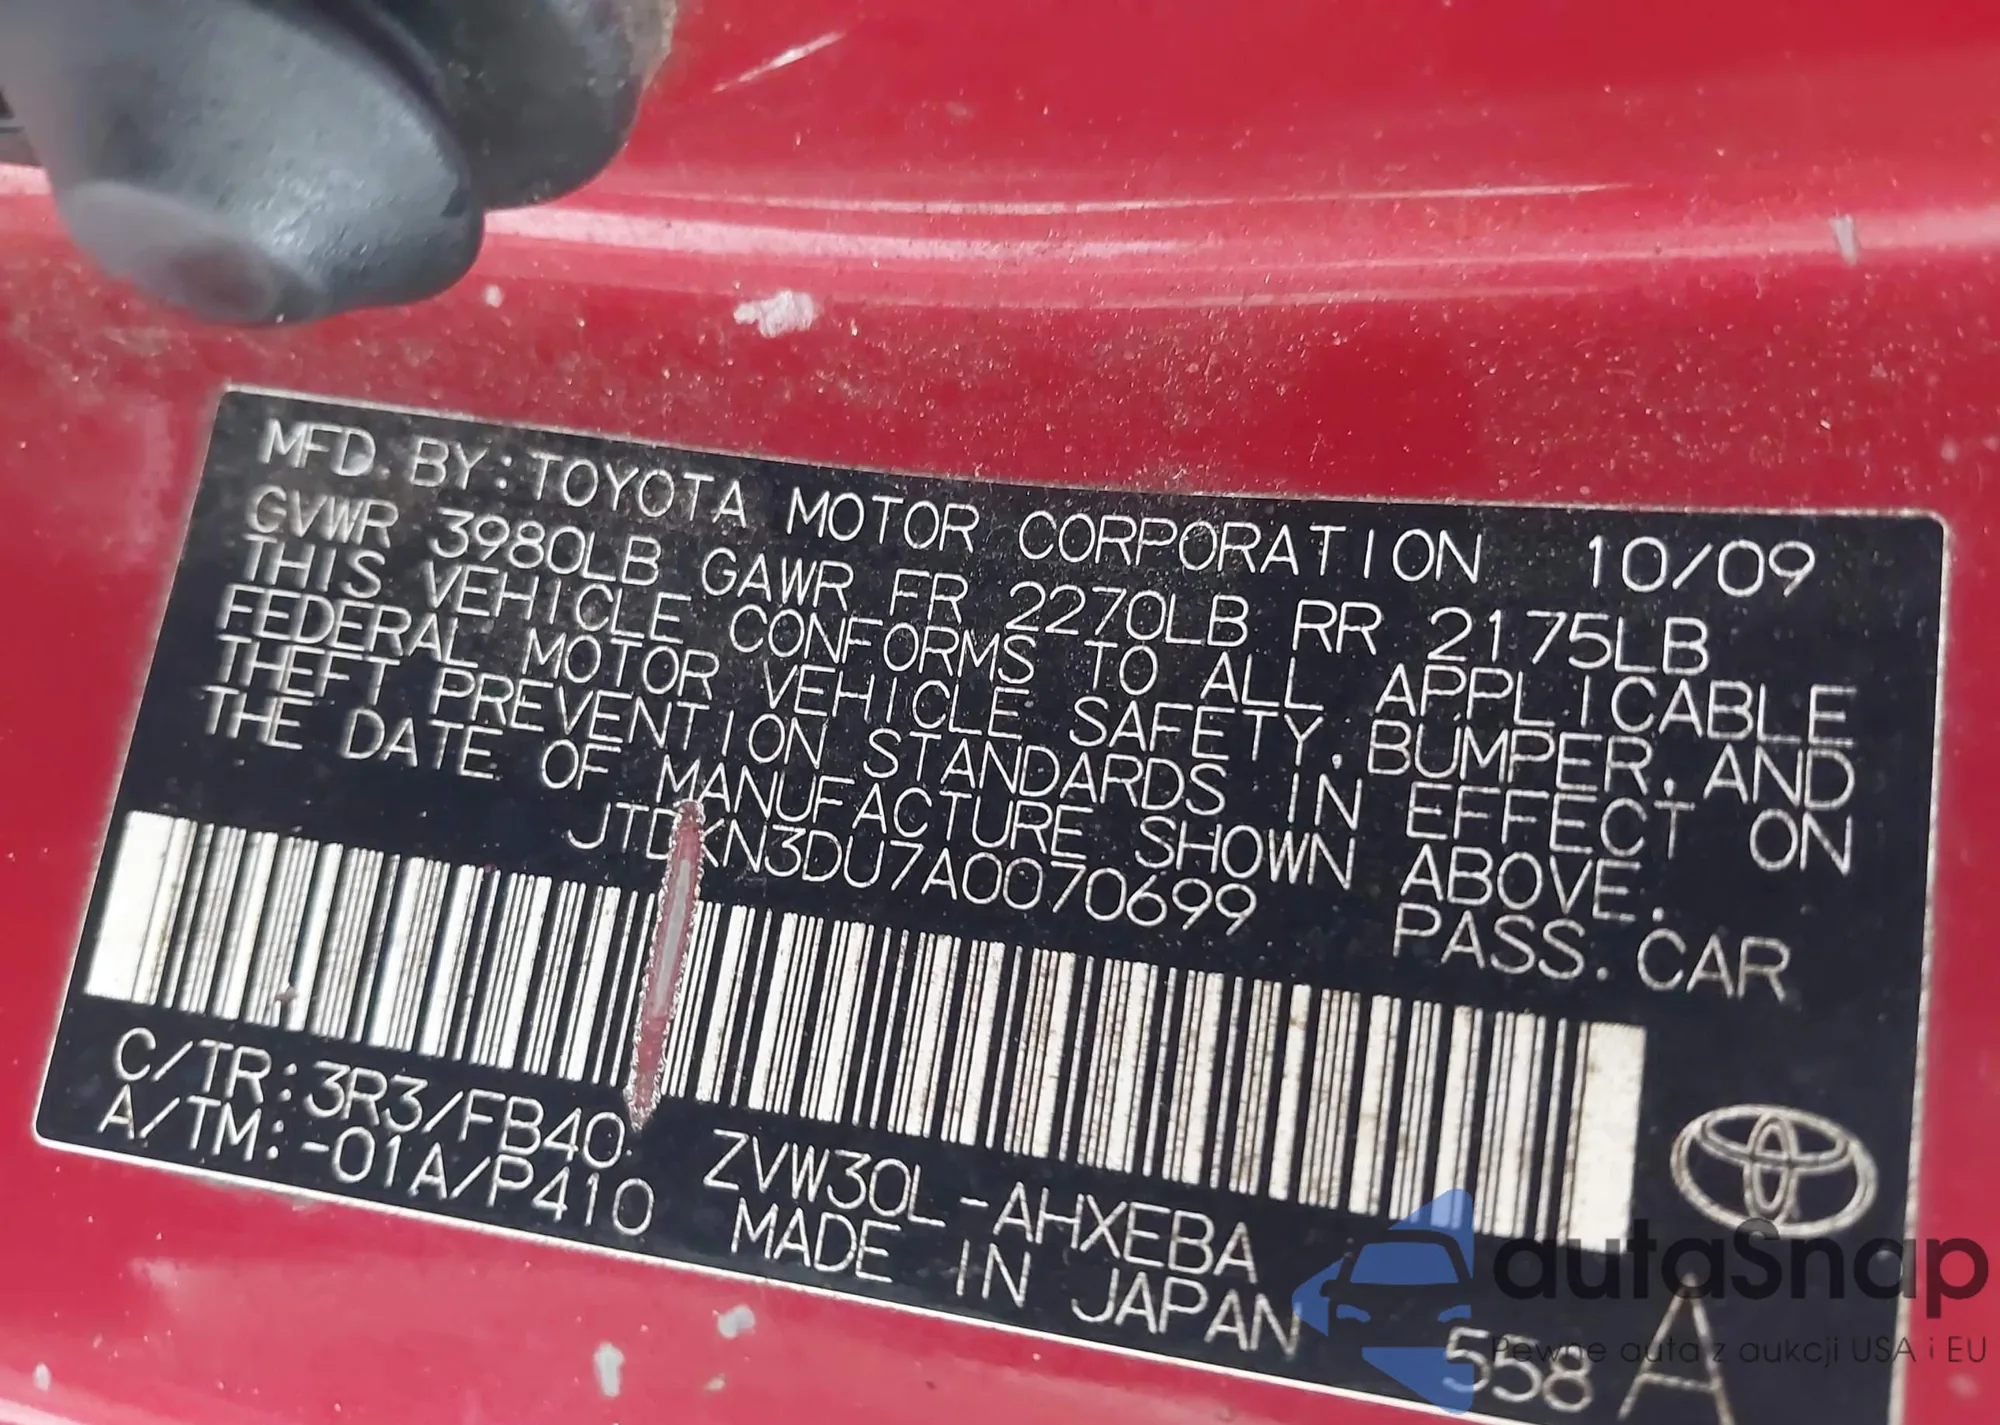 MFD. BY:TOYOTA MOTOR CORPORATION 10/09
GVWR 3980LB GAWR FR 2270LB RR 2175LB
THIS VEHICLE CONFORMS TO ALL APPLICABLE
FEDERAL MOTOR VEHICLE SAFETY, BUMPER, AND
THEFT PREVENTION STANDARDS IN EFFECT ON
THE DATE OF MANUFACTURE SHOWN ABOVE.
JTDKN3DU7A0070699 PASS. CAR
C/TR:3R3/FB40 ZVW30L-AHXEBA
A/TM:-01A/P410 MADE IN JAPAN
558 A
autaSnap
Pewne auta z aukcji USA i EU